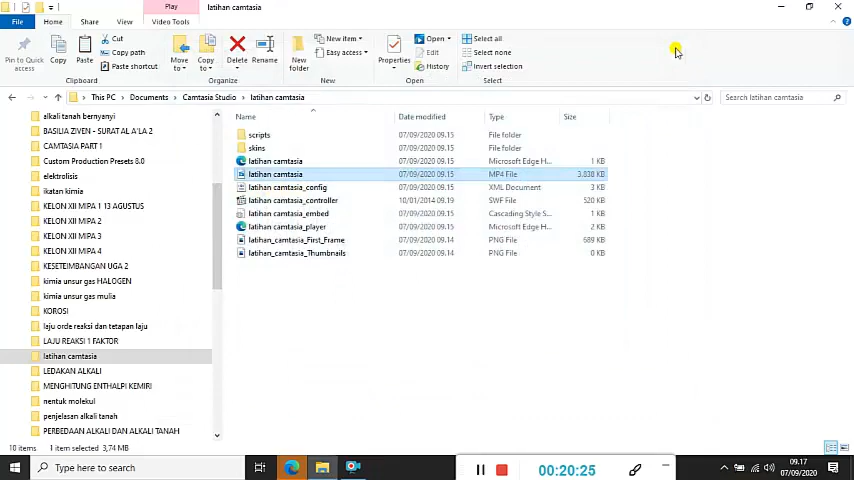 Play
latihan camtasia
File
Home
Share
View
Video Tools
Pin to Quick access
Copy
Paste
Cut
Copy path
Paste shortcut
Clipboard
Move to
Copy to
Delete
Rename
Organize
New folder
New item
Easy access
New
Properties
Open
Edit
History
Open
Select all
Select none
Invert selection
Select
This PC
Documents
Camtasia Studio
latihan camtasia
Search latihan camtasia
alkali tanah bernyanyi
BASILIA ZIVEN - SURAT AL A'LA 2
CAMTASIA PART 1
Custom Production Presets 8.0
elektrolisis
ikatan kimia
KELON XII MIPA 1 13 AGUSTUS
KELON XII MIPA 2
KELON XII MIPA 3
KELON XII MIPA 4
KESETEIMBANGAN UGA 2
kimia unsur gas HALOGEN
kimia unsur gas mulia
KOROSI
laju orde reaksi dan tetapan laju
LAJU REAKSI 1 FAKTOR
latihan camtasia
LEDAKAN ALKALI
MENGHITUNG ENTHALPI KEMIRI
nentuk molekul
penjelasan alkali tanah
PERBEDAAN ALKALI DAN ALKALI TANAH
Name Date modified Type Size
scripts 07/09/2020 09.15 File folder
skins 07/09/2020 09.15 File folder
latihan camtasia 07/09/2020 09.15 Microsoft Edge H... 1 KB
latihan camtasia 07/09/2020 09.15 MP4 File 3.838 KB
latihan camtasia_config 07/09/2020 09.15 XML Document 3 KB
latihan camtasia_controller 10/01/2014 04.19 SWF File 520 KB
latihan camtasia_embed 07/09/2020 09.15 Cascading Style S... 1 KB
latihan camtasia_player 07/09/2020 09.15 Microsoft Edge H... 2 KB
latihan_camtasia_First_Frame 07/09/2020 09.14 PNG File 689 KB
latihan_camtasia_Thumbnails 07/09/2020 09.14 PNG File 0 KB
10 items 1 item selected 3,74 MB
Type here to search
00:20:25
09.17
07/09/2020